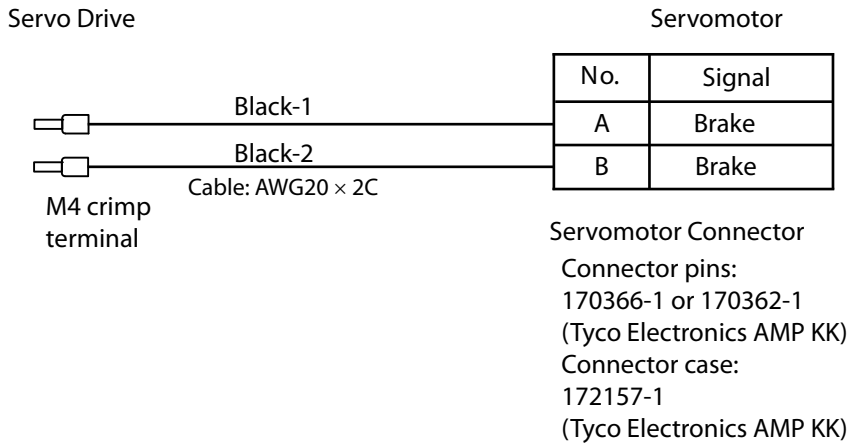 Servo Drive
Servomotor
No. Signal
Black-1
A Brake
Black-2
B Brake
Cable: AWG20 × 2C
M4 crimp
terminal
Servomotor Connector
Connector pins:
170366-1 or 170362-1
(Tyco Electronics AMP KK)
Connector case:
172157-1
(Tyco Electronics AMP KK)